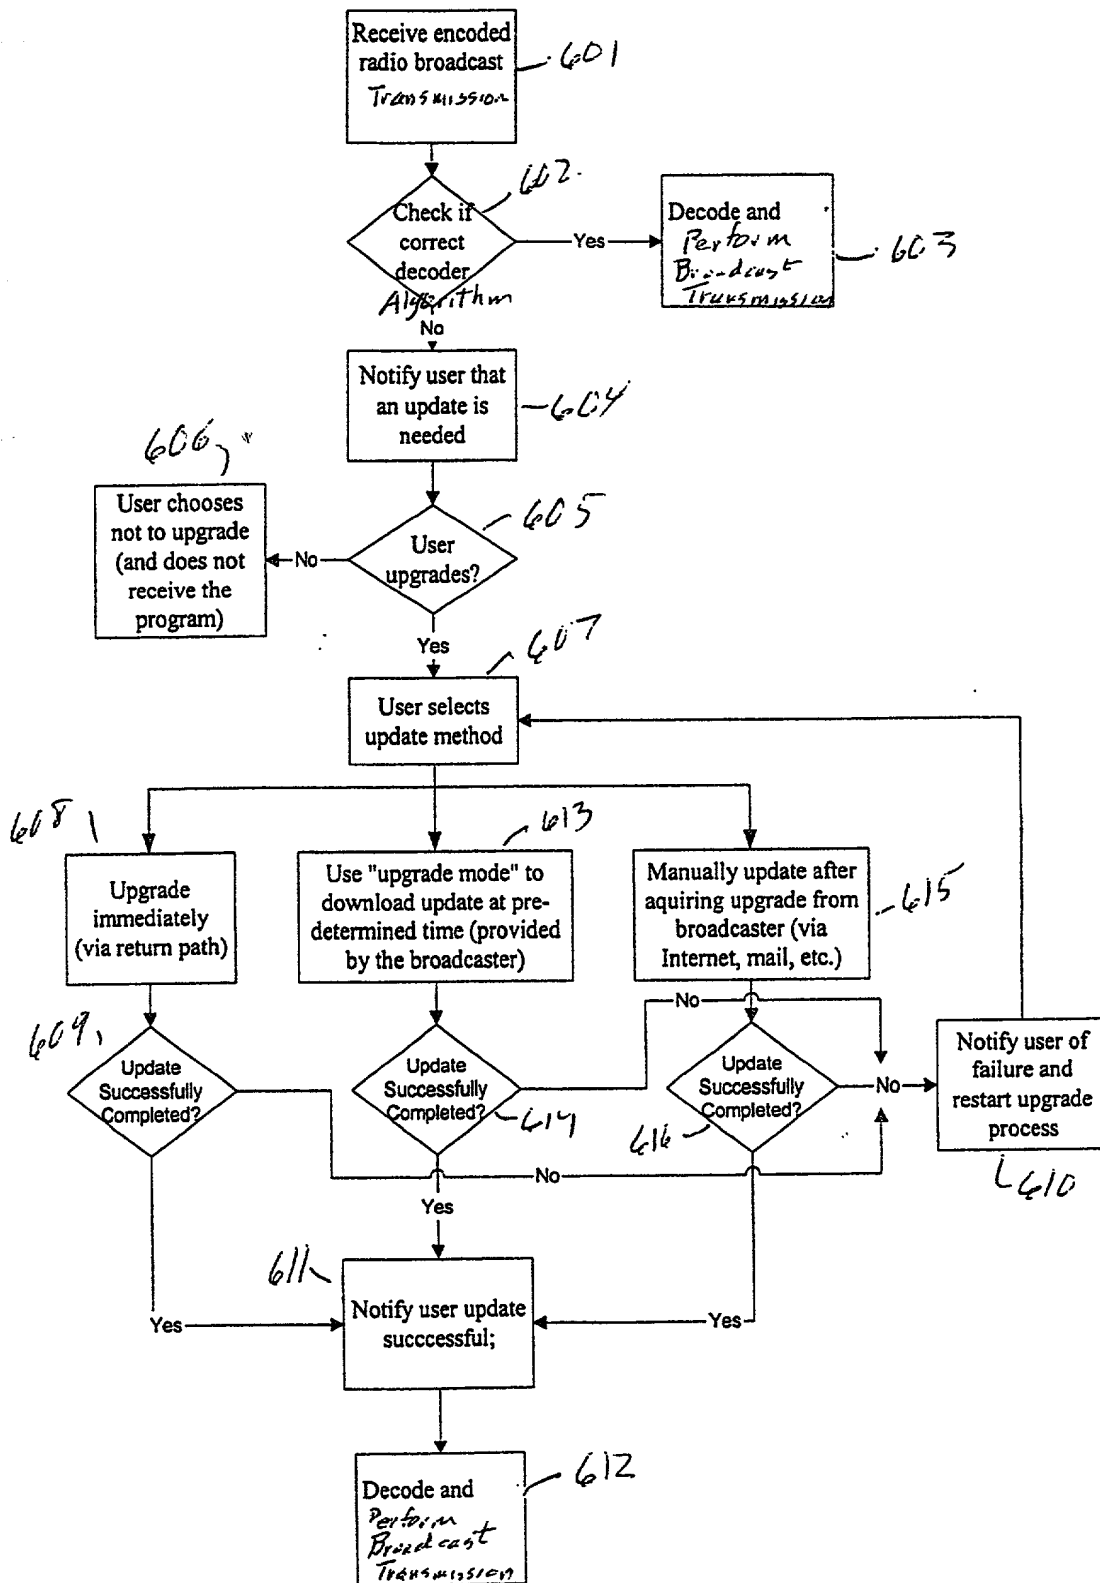 Receive encoded
radio broadcast
Transmission
601
602.
Check if
correct
decoder
Algorithm
Yes
Decode and
Perform
Broadcast
Transmission
603
No
Notify user that
an update is
needed
604
606
User chooses
not to upgrade
(and does not
receive the
program)
No
User
upgrades?
605
Yes
607
User selects
update method
608
Upgrade
immediately
(via return path)
613
Use "upgrade mode" to
download update at pre-
determined time (provided
by the broadcaster)
Manually update after
aquiring upgrade from
broadcaster (via
Internet, mail, etc.)
615
609
Update
Successfully
Completed?
Update
Successfully
Completed?
614
No
Update
Successfully
Completed?
616
No
Notify user of
failure and
restart upgrade
process
610
No
Yes
611
Yes
Notify user update
succcessful;
Yes
Decode and
Perform
Broadcast
Transmission
612